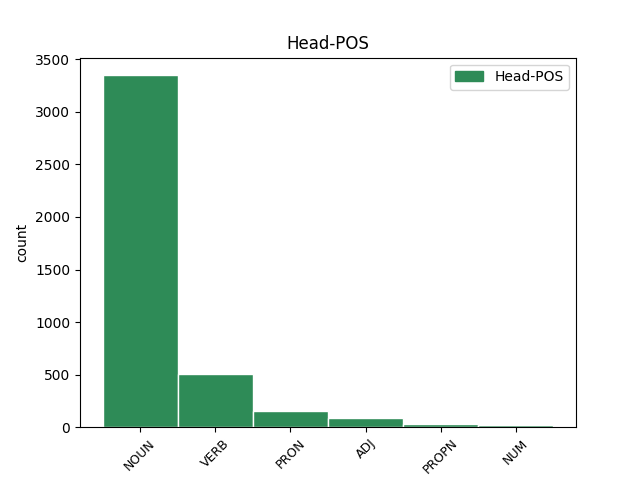 Head-POS
Head-POS
3500
3000
2500
2000
1500
1000
500
0
count
NOUN
VERB
PRON
ADJ
PROPN
NUM